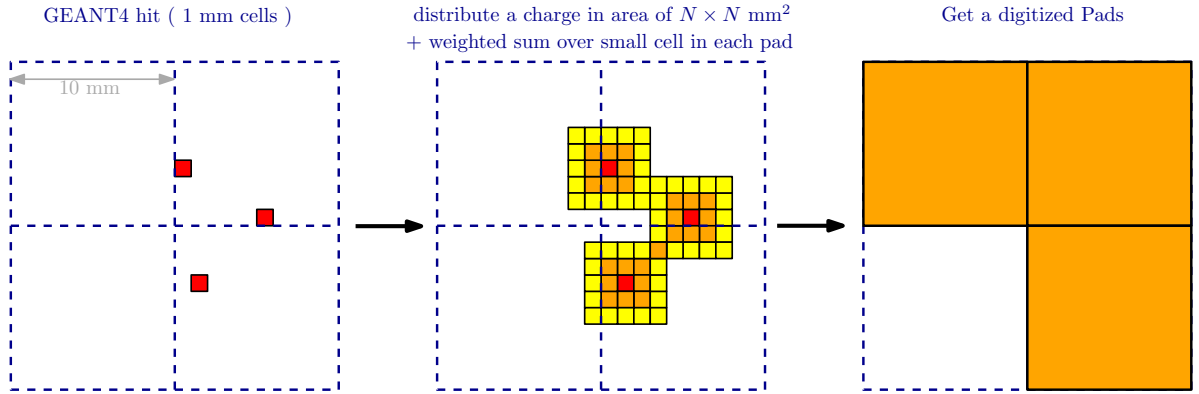 GEANT4 hit ( 1 mm cells )
distribute a charge in area of N × N mm²
+ weighted sum over small cell in each pad
Get a digitized Pads
10 mm